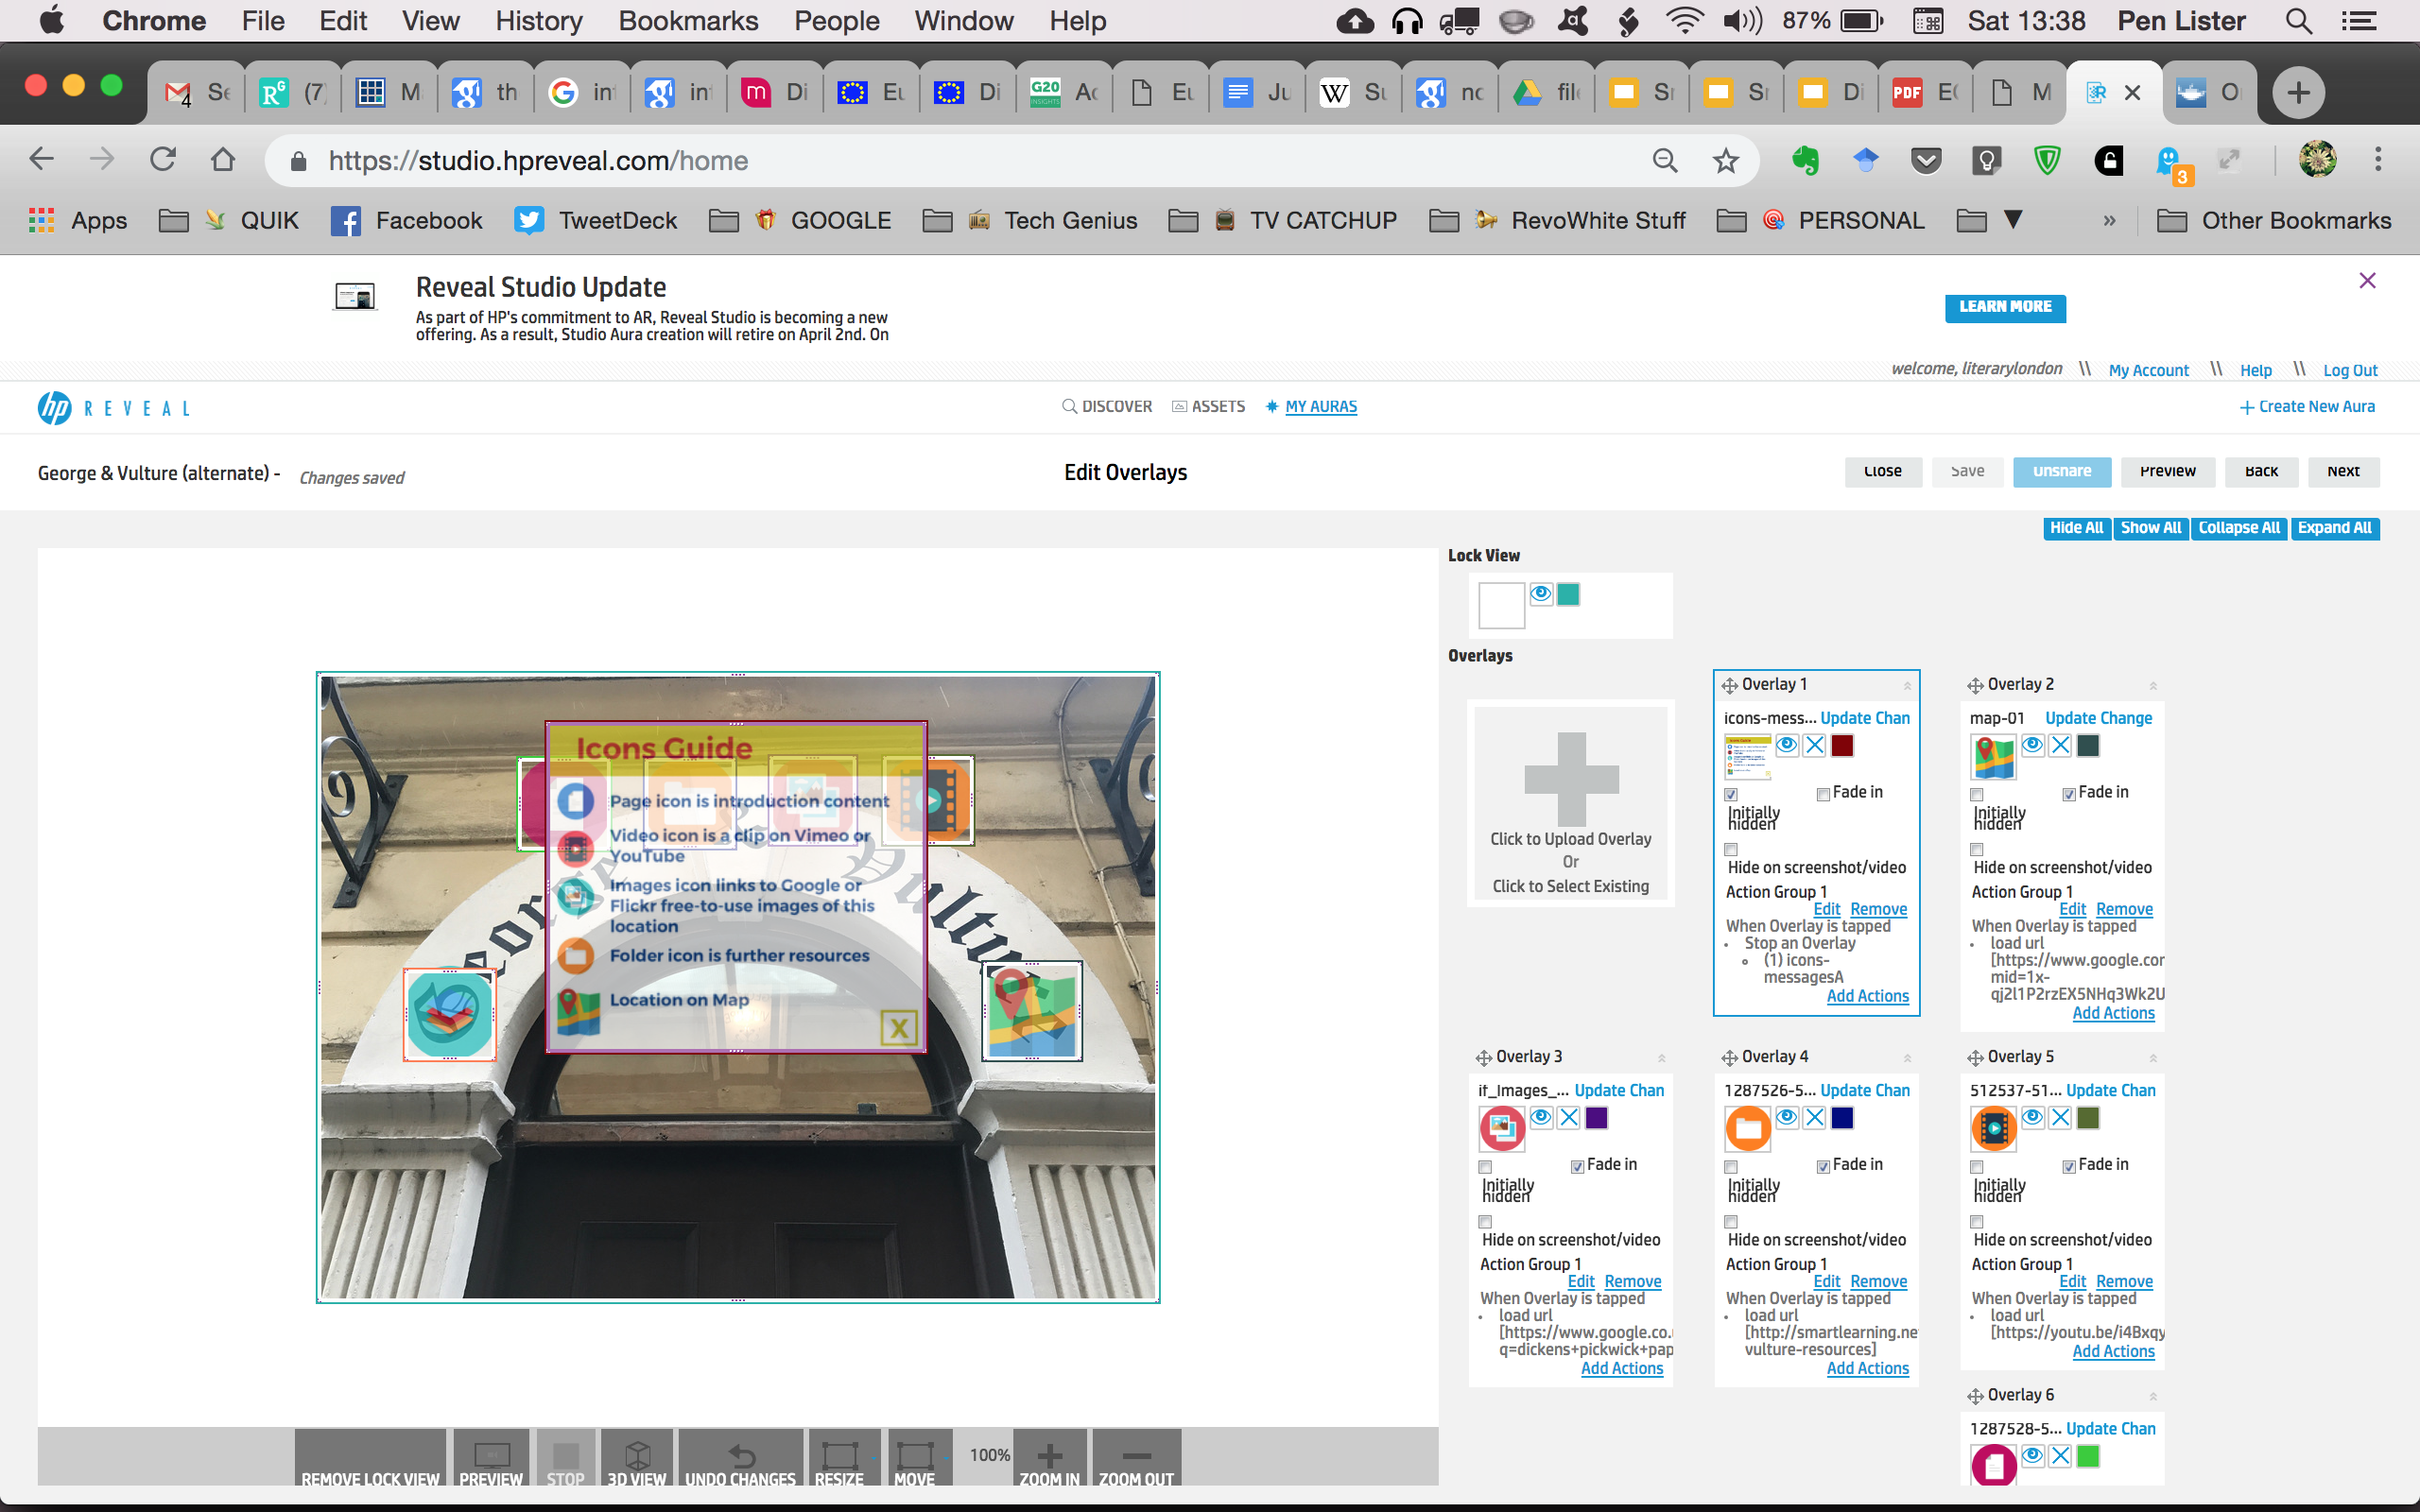 Chrome File Edit View History Bookmarks People Window Help 87% Sat 13:38 Pen Lister
4 Se (7) M th int int m Di Eu Di G20 INSIGHTS Ac Eu Ju W Su nc file Sr Sr Di PDF EC M R O
https://studio.hpreveal.com/home 3
Apps QUIK Facebook TweetDeck GOOGLE Tech Genius TV CATCHUP RevoWhite Stuff PERSONAL » Other Bookmarks
Reveal Studio Update
As part of HP's commitment to AR, Reveal Studio is becoming a new
offering. As a result, Studio Aura creation will retire on April 2nd. On
LEARN MORE
welcome, literarylondon \\ My Account \\ Help \\ Log Out
hp REVEAL DISCOVER ASSETS MY AURAS + Create New Aura
George & Vulture (alternate) - Changes saved Edit Overlays Close Save Unshare Preview Back Next
Hide All Show All Collapse All Expand All
Icons Guide
Page icon is introduction content
Video icon is a clip on Vimeo or
YouTube
Images icon links to Google or
Flickr free-to-use images of this
location
Folder icon is further resources
Location on Map
X
REMOVE LOCK VIEW PREVIEW STOP 3D VIEW UNDO CHANGES RESIZE MOVE 100% ZOOM IN ZOOM OUT
Lock View
Overlays
Click to Upload Overlay
Or
Click to Select Existing
Overlay 1
icons-mess... Update Chan
Fade in
Initially
hidden
Hide on screenshot/video
Action Group 1
Edit Remove
When Overlay is tapped
Stop an Overlay
(1) icons-
messagesA
Add Actions
Overlay 2
map-01 Update Change
Fade in
Initially
hidden
Hide on screenshot/video
Action Group 1
Edit Remove
When Overlay is tapped
load url
[https://www.google.com
mid=1x-
qj2l1P2rzEX5NHq3Wk2U
Add Actions
Overlay 3
if_Images_... Update Chan
Fade in
Initially
hidden
Hide on screenshot/video
Action Group 1
Edit Remove
When Overlay is tapped
load url
[https://www.google.co.
q=dickens+pickwick+pap
Add Actions
Overlay 4
1287526-5... Update Chan
Fade in
Initially
hidden
Hide on screenshot/video
Action Group 1
Edit Remove
When Overlay is tapped
load url
[http://smartlearning.ne
vulture-resources]
Add Actions
Overlay 5
512537-51... Update Chan
Fade in
Initially
hidden
Hide on screenshot/video
Action Group 1
Edit Remove
When Overlay is tapped
load url
[https://youtu.be/i4Bxqy
Add Actions
Overlay 6
1287528-5... Update Chan